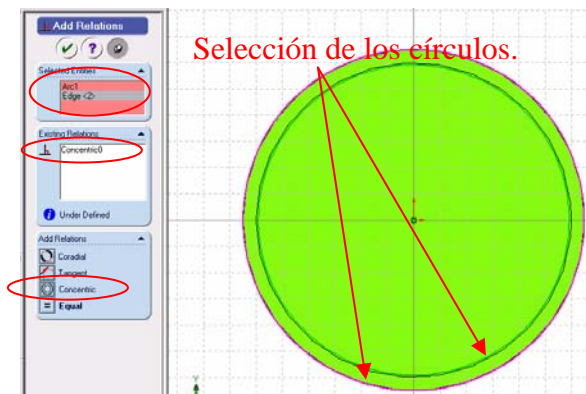 Add Relations
Selección de los círculos.
Selected Entities
Arc1
Edge <2>
Existing Relations
Concentric0
Under Defined
Add Relations
Coradial
Tangent
Concentric
Equal